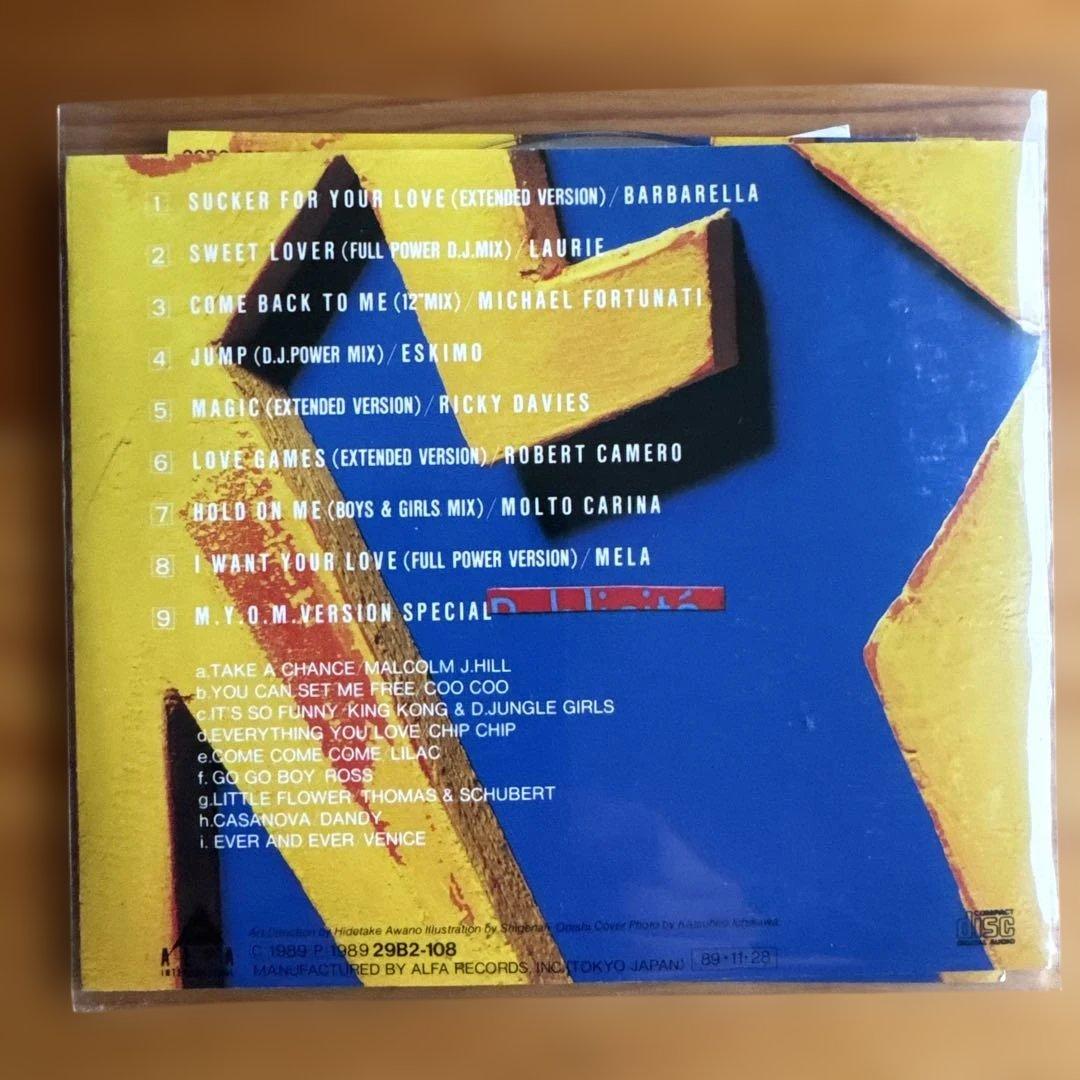 1 SUCKER FOR YOUR LOVE (EXTENDED VERSION) / BARBARELLA
2 SWEET LOVER (FULL POWER D.J.MIX) / LAURIE
3 COME BACK TO ME (12"MIX) / MICHAEL FORTUNATI
4 JUMP (D.J.POWER MIX) / ESKIMO
5 MAGIC (EXTENDED VERSION) / RICKY DAVIES
6 LOVE GAMES (EXTENDED VERSION) / ROBERT CAMERO
7 HOLD ON ME (BOYS & GIRLS MIX) / MOLTO CARINA
8 I WANT YOUR LOVE (FULL POWER VERSION) / MELA
9 M.Y.O.M.VERSION SPECIAL
a.TAKE A CHANCE/MALCOLM J.HILL
b.YOU CAN SET ME FREE/COO COO
c.IT'S SO FUNNY/KING KONG & D.JUNGLE GIRLS
d.EVERYTHING YOU LOVE/CHIP CHIP
e.COME COME COME/LILAC
f. GO GO BOY/ROSS
g.LITTLE FLOWER/THOMAS & SCHUBERT
h.CASANOVA/DANDY
i. EVER AND EVER/VENICE
Art Direction by Hidetake Awano Illustration by Cover Photo by
C 1989 P 1989 29B2-108
MANUFACTURED BY ALFA RECORDS, INC.(TOKYO JAPAN) 89·11·28
ALFA
INTERNATIONAL
COMPACT
disc
DIGITAL AUDIO